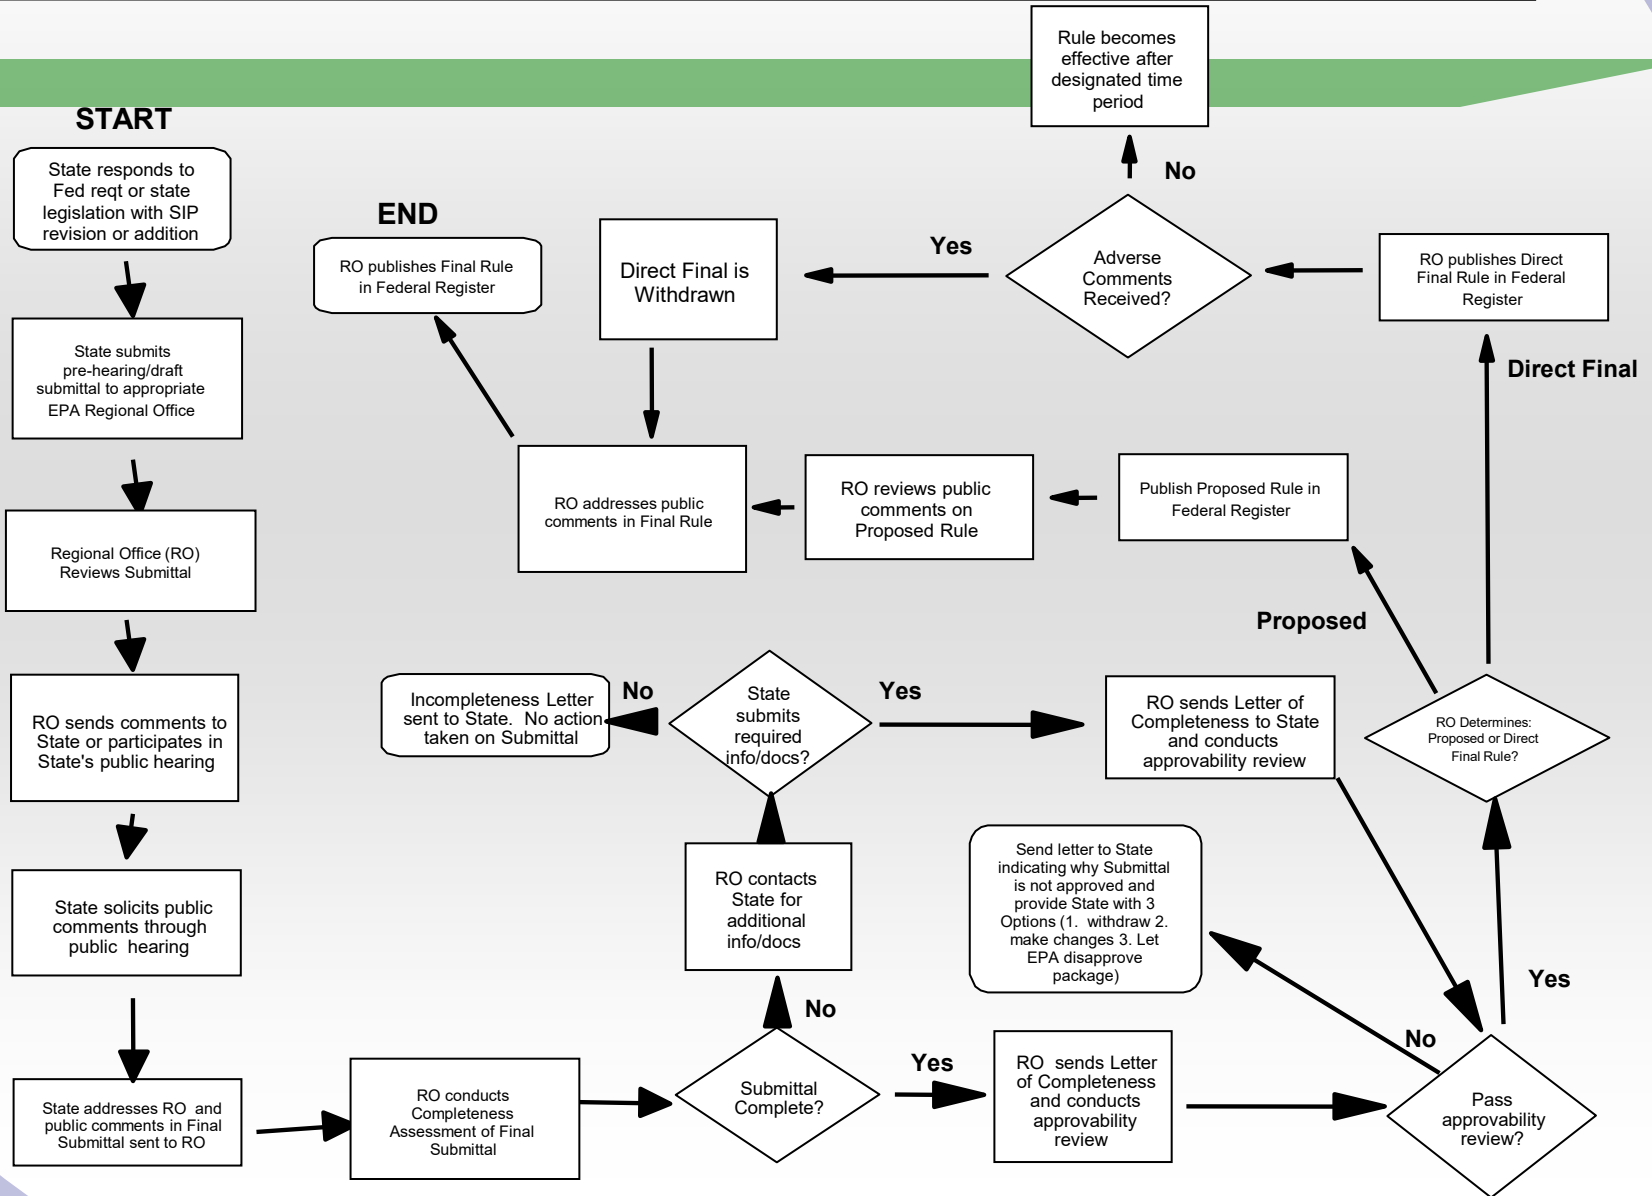 START
State responds to
Fed reqt or state
legislation with SIP
revision or addition
State submits
pre-hearing/draft
submittal to appropriate
EPA Regional Office
Regional Office (RO)
Reviews Submittal
RO sends comments to
State or participates in
State's public hearing
State solicits public
comments through
public hearing
State addresses RO and
public comments in Final
Submittal sent to RO
RO conducts
Completeness
Assessment of Final
Submittal
Submittal
Complete?
No
RO contacts
State for
additional
info/docs
State
submits
required
info/docs?
No
Incompleteness Letter
sent to State. No action
taken on Submittal
Yes
RO sends Letter of
Completeness to State
and conducts
approvability review
Yes
RO sends Letter
of Completeness
and conducts
approvability
review
Pass
approvability
review?
No
Send letter to State
indicating why Submittal
is not approved and
provide State with 3
Options (1. withdraw 2.
make changes 3. Let
EPA disapprove
package)
Yes
RO Determines:
Proposed or Direct
Final Rule?
Proposed
Publish Proposed Rule in
Federal Register
RO reviews public
comments on
Proposed Rule
RO addresses public
comments in Final Rule
Direct Final
RO publishes Direct
Final Rule in Federal
Register
Adverse
Comments
Received?
No
Rule becomes
effective after
designated time
period
Yes
Direct Final is
Withdrawn
END
RO publishes Final Rule
in Federal Register